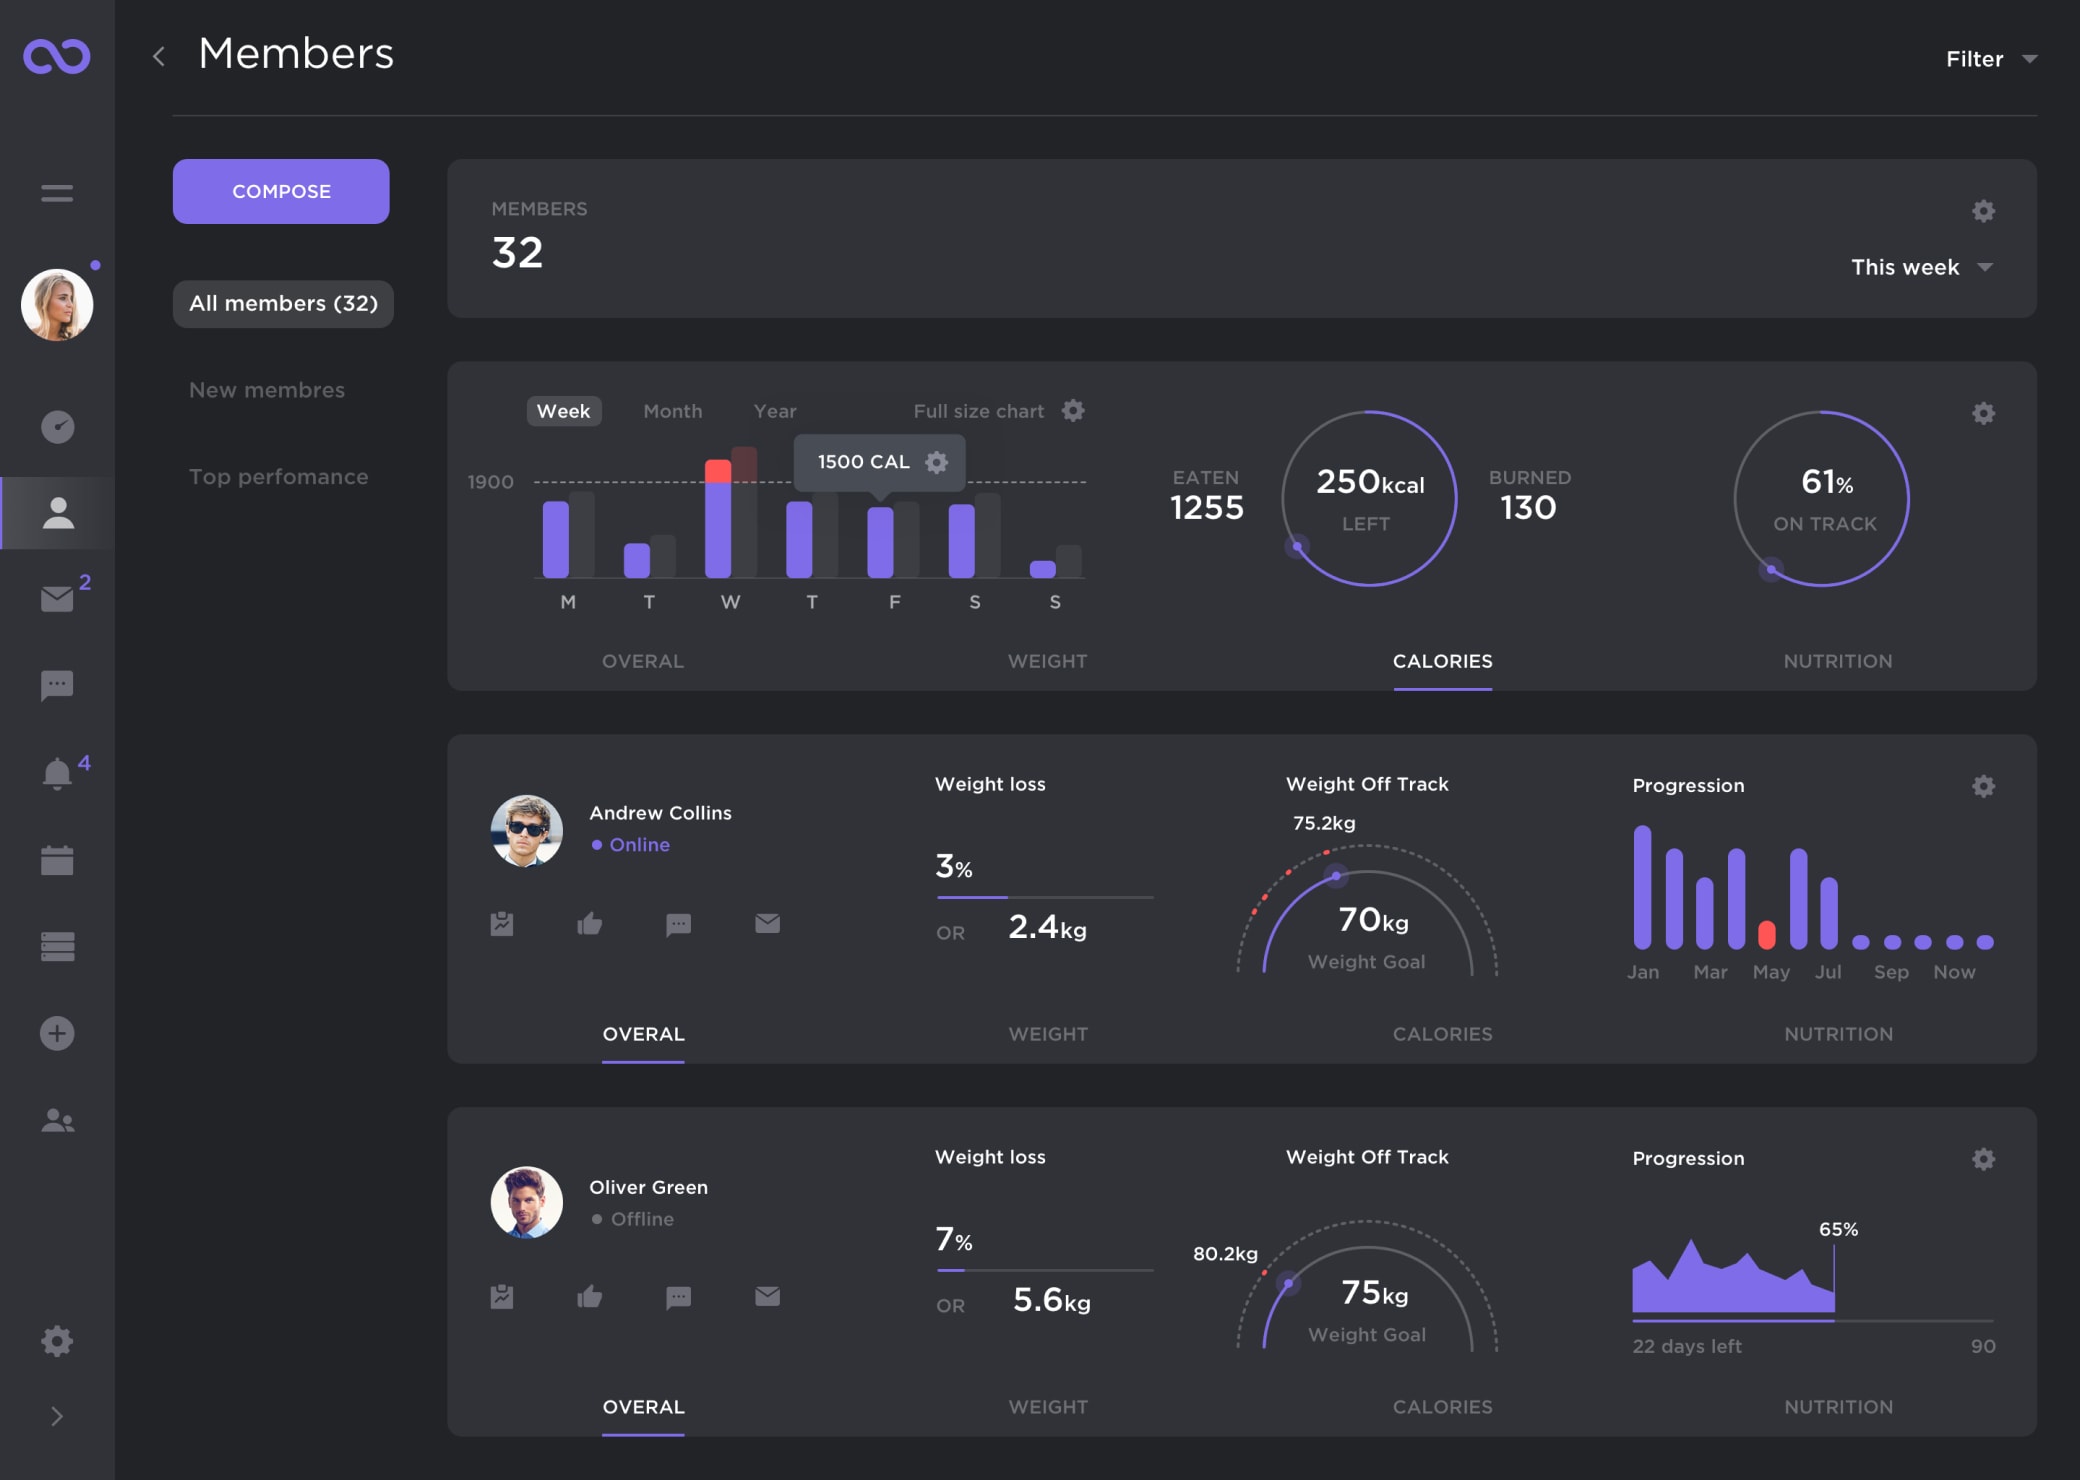 Members
Filter
COMPOSE
All members (32)
New membres
Top perfomance
2
4
MEMBERS
32
This week
Week Month Year Full size chart
1500 CAL
1900
M T W T F S S
EATEN
1255
250kcal
LEFT
BURNED
130
61%
ON TRACK
OVERAL WEIGHT CALORIES NUTRITION
Andrew Collins
Online
Weight loss
3%
OR 2.4kg
Weight Off Track
75.2kg
70kg
Weight Goal
Progression
Jan Mar May Jul Sep Now
OVERAL WEIGHT CALORIES NUTRITION
Oliver Green
Offline
Weight loss
7%
OR 5.6kg
Weight Off Track
80.2kg
75kg
Weight Goal
Progression
65%
22 days left 90
OVERAL WEIGHT CALORIES NUTRITION